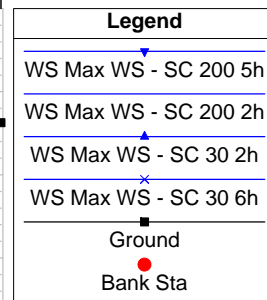 Legend
WS Max WS - SC 200 5h
WS Max WS - SC 200 2h
WS Max WS - SC 30 2h
WS Max WS - SC 30 6h
Ground
Bank Sta